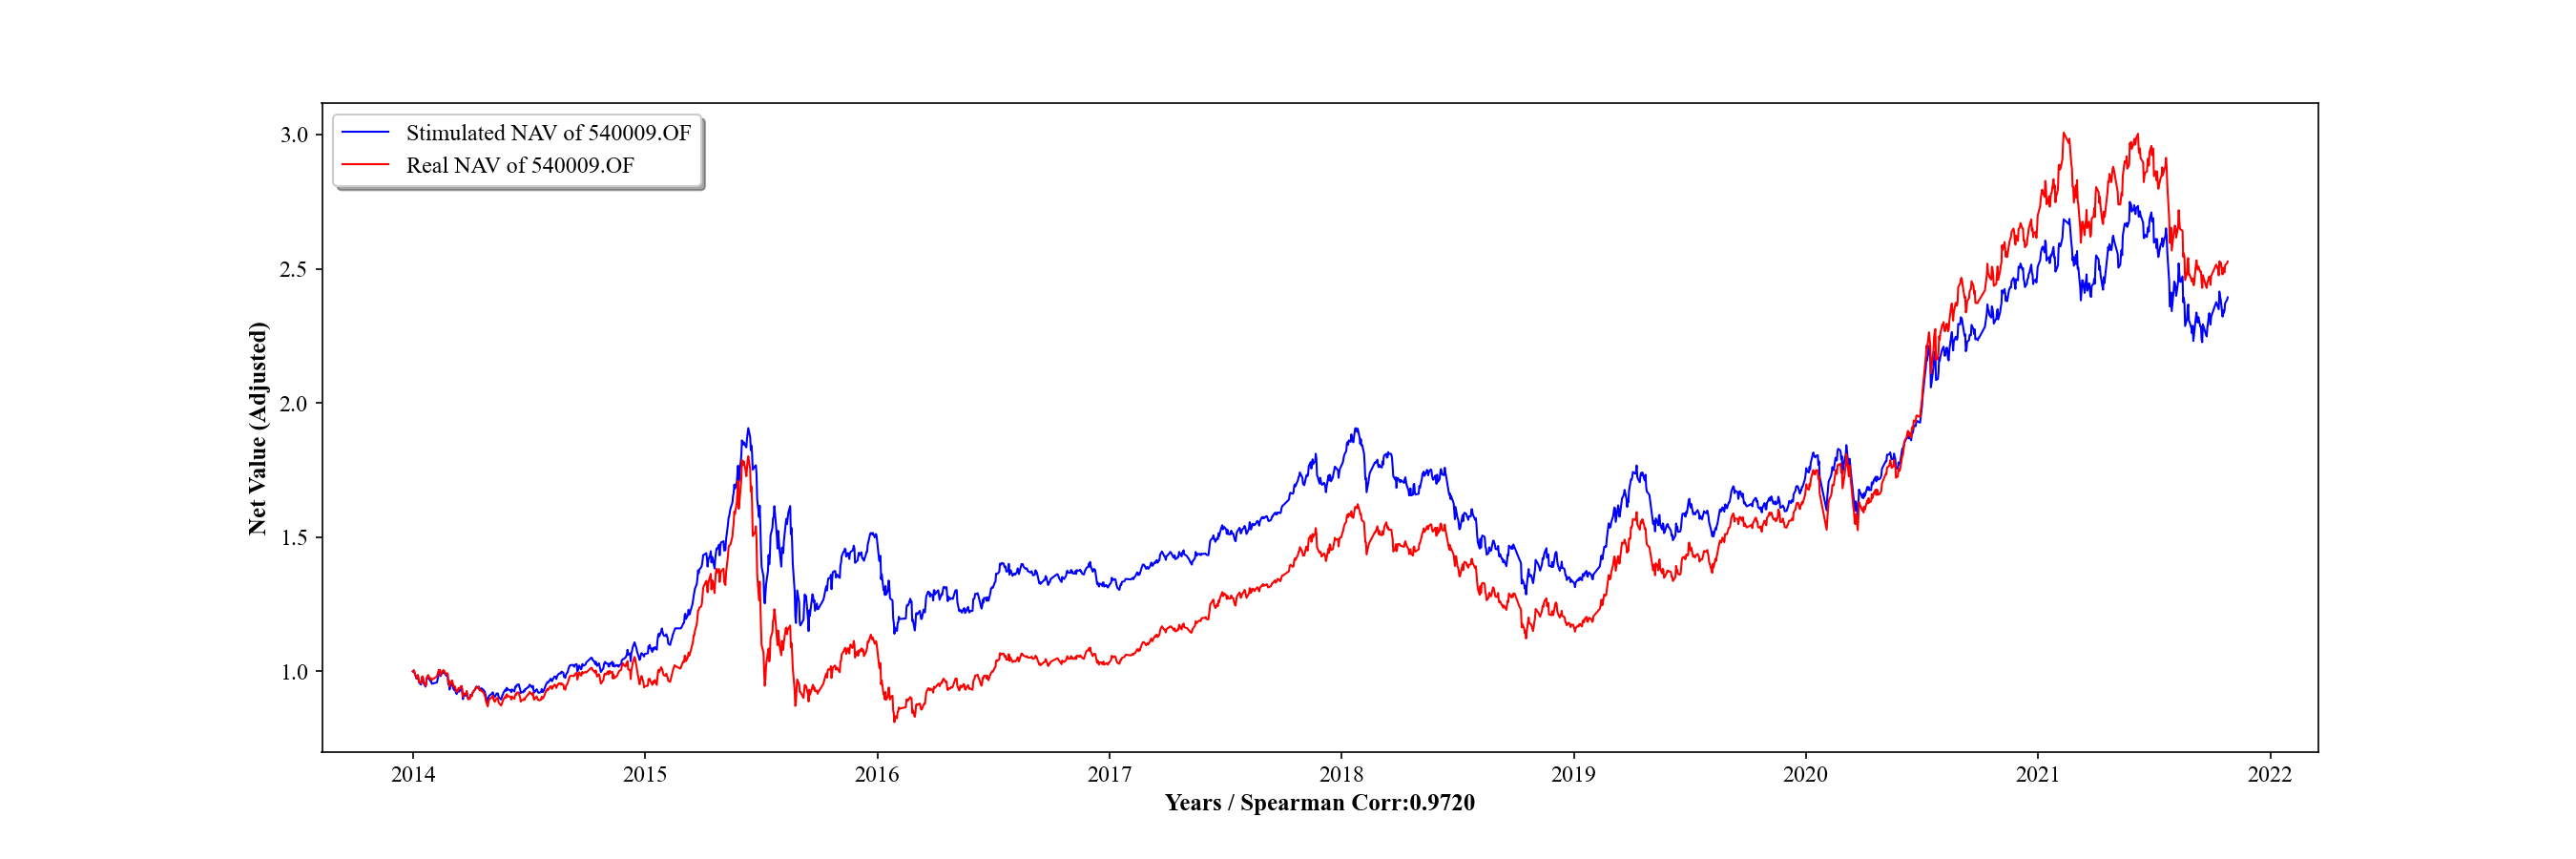 Stimulated NAV of 540009.OF
Real NAV of 540009.OF
3.0
2.5
2.0
1.5
1.0
Net Value (Adjusted)
2014 2015 2016 2017 2018 2019 2020 2021 2022
Years / Spearman Corr:0.9720